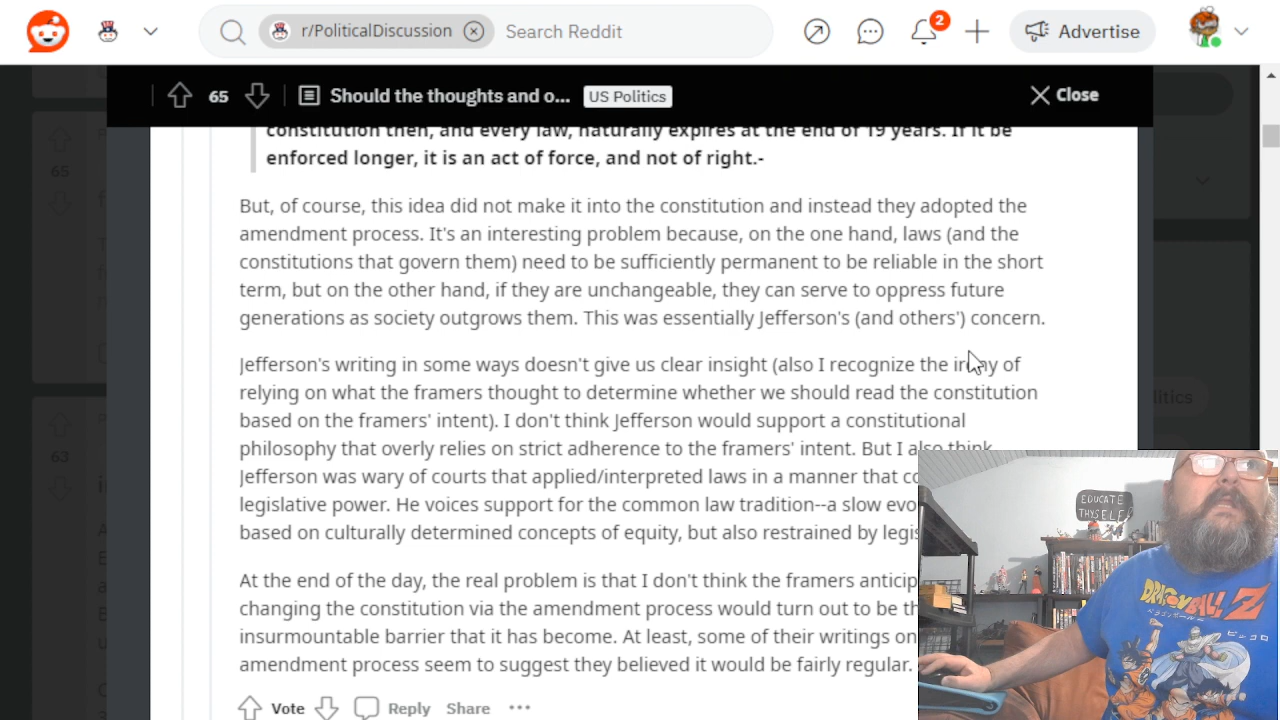 r/PoliticalDiscussion
Search Reddit
2
Advertise
65
Should the thoughts and o...
US Politics
Close
constitution then, and every law, naturally expires at the end of 19 years. If it be
enforced longer, it is an act of force, and not of right.-
65
But, of course, this idea did not make it into the constitution and instead they adopted the
amendment process. It's an interesting problem because, on the one hand, laws (and the
constitutions that govern them) need to be sufficiently permanent to be reliable in the short
term, but on the other hand, if they are unchangeable, they can serve to oppress future
generations as society outgrows them. This was essentially Jefferson's (and others') concern.
Jefferson's writing in some ways doesn't give us clear insight (also I recognize the irony of
relying on what the framers thought to determine whether we should read the constitution
litics
based on the framers' intent). I don't think Jefferson would support a constitutional
philosophy that overly relies on strict adherence to the framers' intent. But I also think
63
Jefferson was wary of courts that applied/interpreted laws in a manner that co
legislative power. He voices support for the common law tradition--a slow evo
based on culturally determined concepts of equity, but also restrained by legis
At the end of the day, the real problem is that I don't think the framers anticip
changing the constitution via the amendment process would turn out to be th
insurmountable barrier that it has become. At least, some of their writings on
amendment process seem to suggest they believed it would be fairly regular.
Vote
Reply
Share
EDUCATE
THYSELF
DRAGON BALL Z
ピッコロ